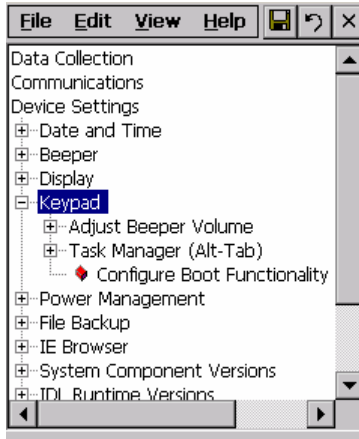 File Edit View Help
Data Collection
Communications
Device Settings
Date and Time
Beeper
Display
Keypad
Adjust Beeper Volume
Task Manager (Alt-Tab)
Configure Boot Functionality
Power Management
File Backup
IE Browser
System Component Versions
IDL Runtime Versions